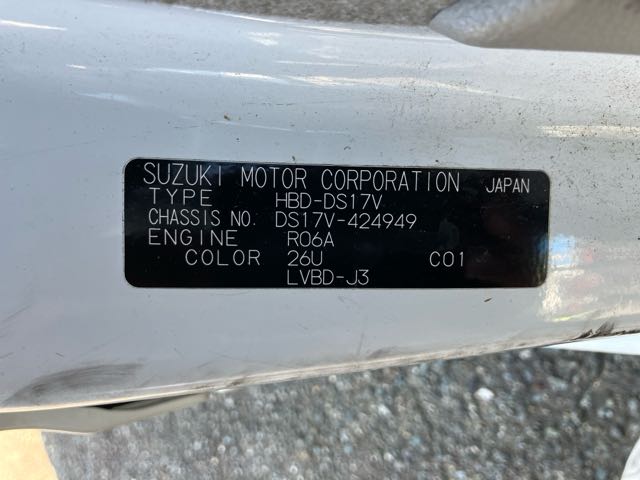 SUZUKI MOTOR CORPORATION JAPAN
TYPE HBD-DS17V
CHASSIS NO. DS17V-424949
ENGINE R06A
COLOR 26U C01
LVBD-J3